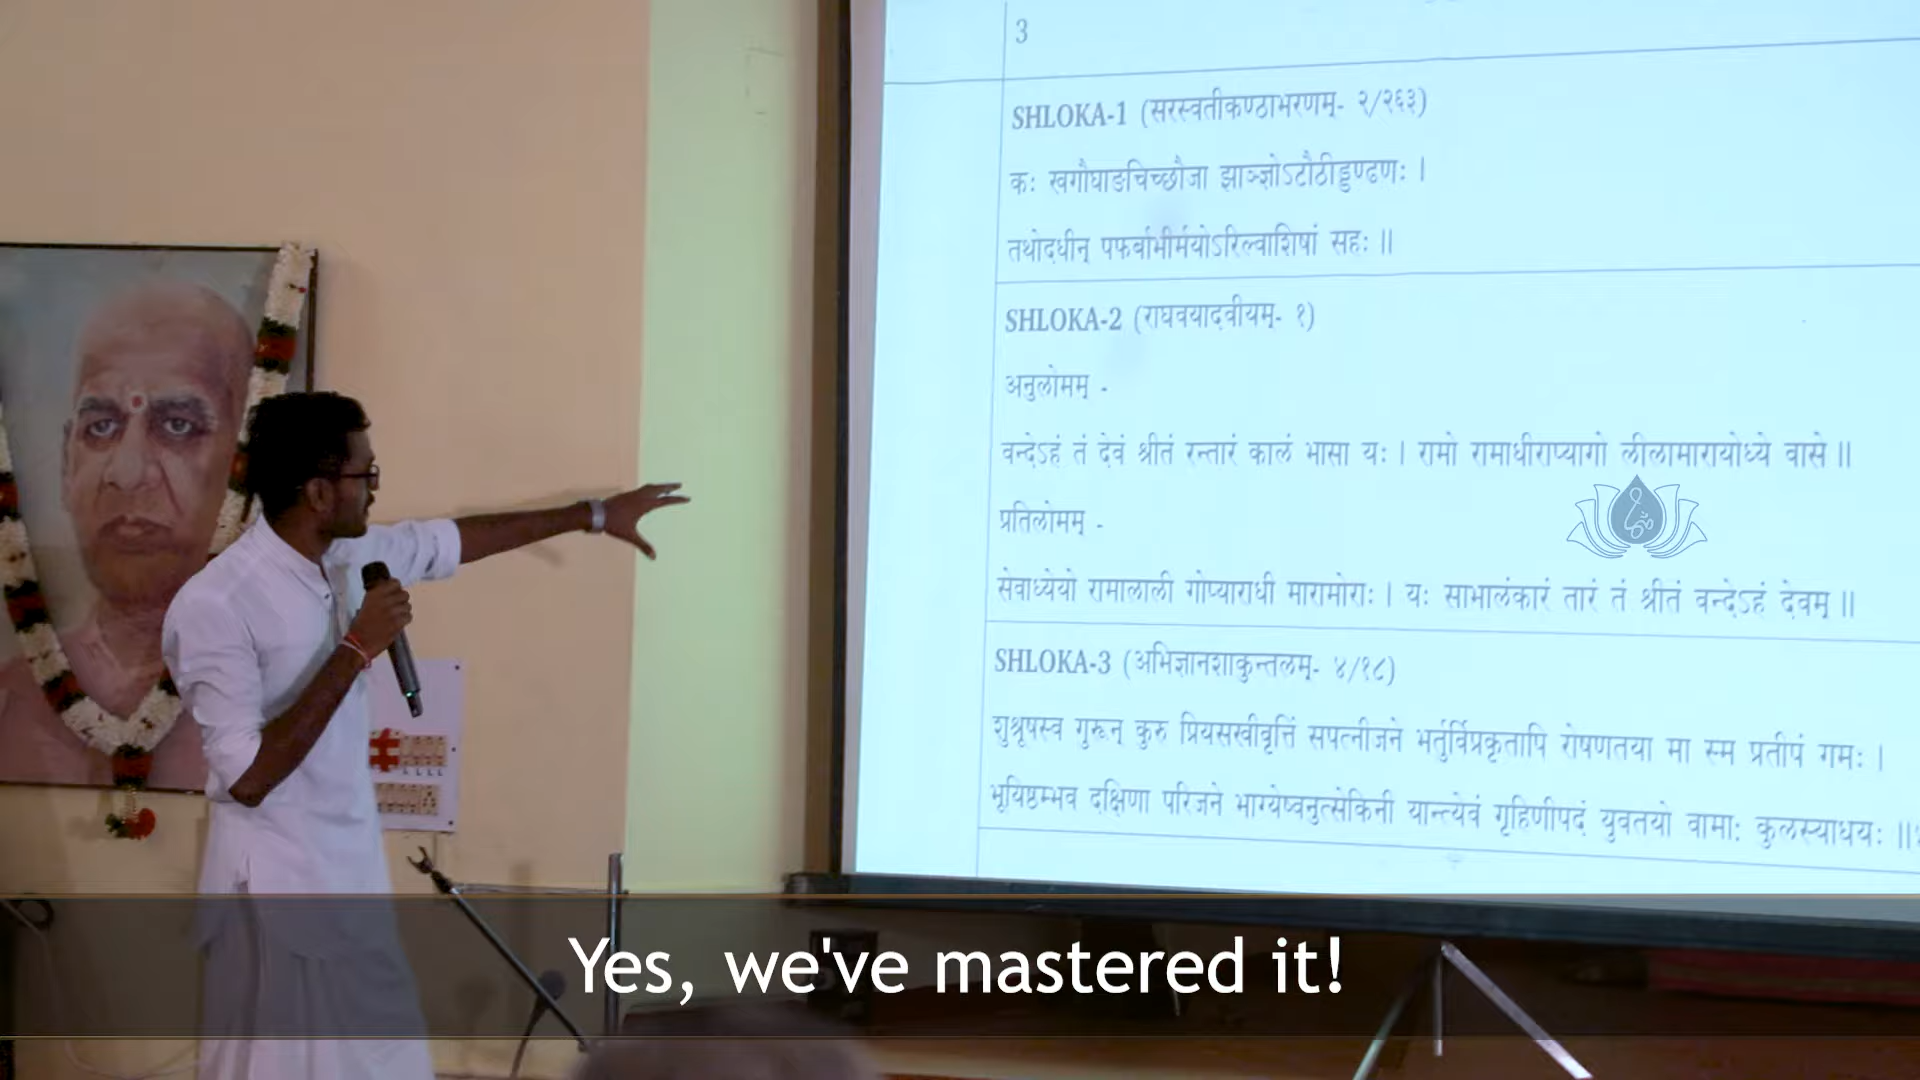 3
SHLOKA-1 (सरस्वतीकण्ठाभरणम्- २/२६३)
कः खगौघाङचिच्छौजा झाञ्ज्ञोऽटौठीड्डण्ढणः ।
तथोदधीन् पफर्बाभीर्मयोऽरिल्वाशिषां सहः ॥
SHLOKA-2 (राघवयादवीयम्- १)
अनुलोमम् -
वन्देऽहं तं देवं श्रीतं रन्तारं कालं भासा यः । रामो रामाधीराप्यागो लीलामारायोध्ये वासे ॥
प्रतिलोमम् -
सेवाध्येयो रामालाली गोप्याराधी मारामोराः । यः साभालंकारं तारं तं श्रीतं वन्देऽहं देवम् ॥
SHLOKA-3 (अभिज्ञानशाकुन्तलम्- ४/१८)
शुश्रूषस्व गुरून् कुरु प्रियसखीवृत्तिं सपत्नीजने भर्तुर्विप्रकृतापि रोषणतया मा स्म प्रतीपं गमः ।
भूयिष्ठम्भव दक्षिणा परिजने भाग्येष्वनुत्सेकिनी यान्त्येवं गृहिणीपदं युवतयो वामाः कुलस्याधयः ॥
Yes, we've mastered it!